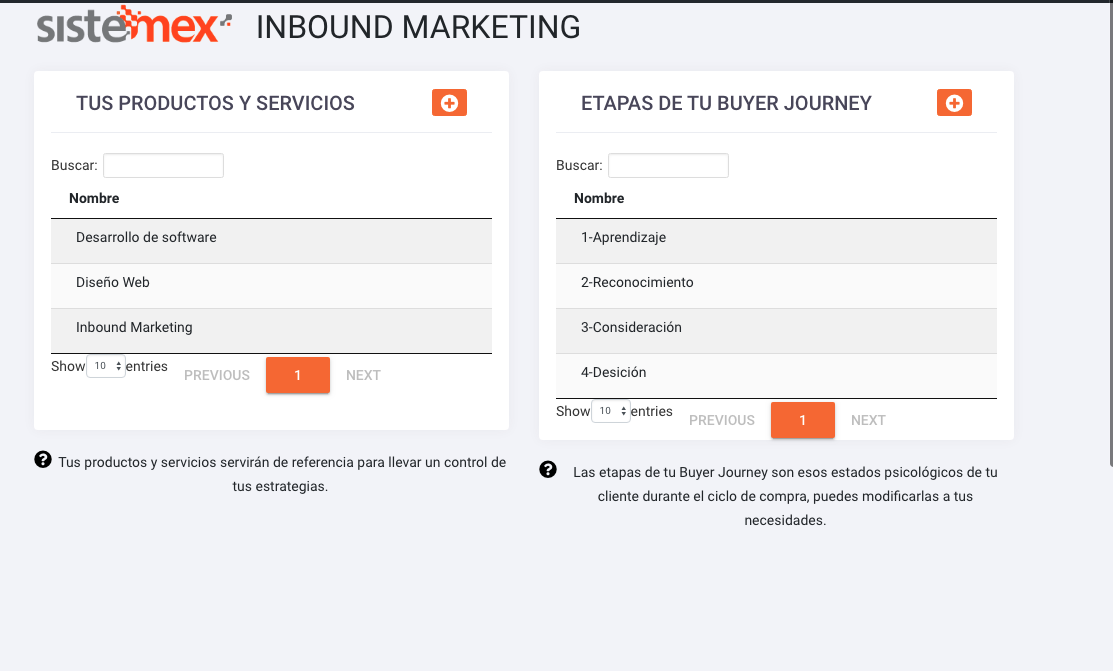 sistemex INBOUND MARKETING
TUS PRODUCTOS Y SERVICIOS
Buscar:
Nombre
Desarrollo de software
Diseño Web
Inbound Marketing
Show 10 entries PREVIOUS 1 NEXT
Tus productos y servicios servirán de referencia para llevar un control de
tus estrategias.
ETAPAS DE TU BUYER JOURNEY
Buscar:
Nombre
1-Aprendizaje
2-Reconocimiento
3-Consideración
4-Desición
Show 10 entries PREVIOUS 1 NEXT
Las etapas de tu Buyer Journey son esos estados psicológicos de tu
cliente durante el ciclo de compra, puedes modificarlas a tus
necesidades.